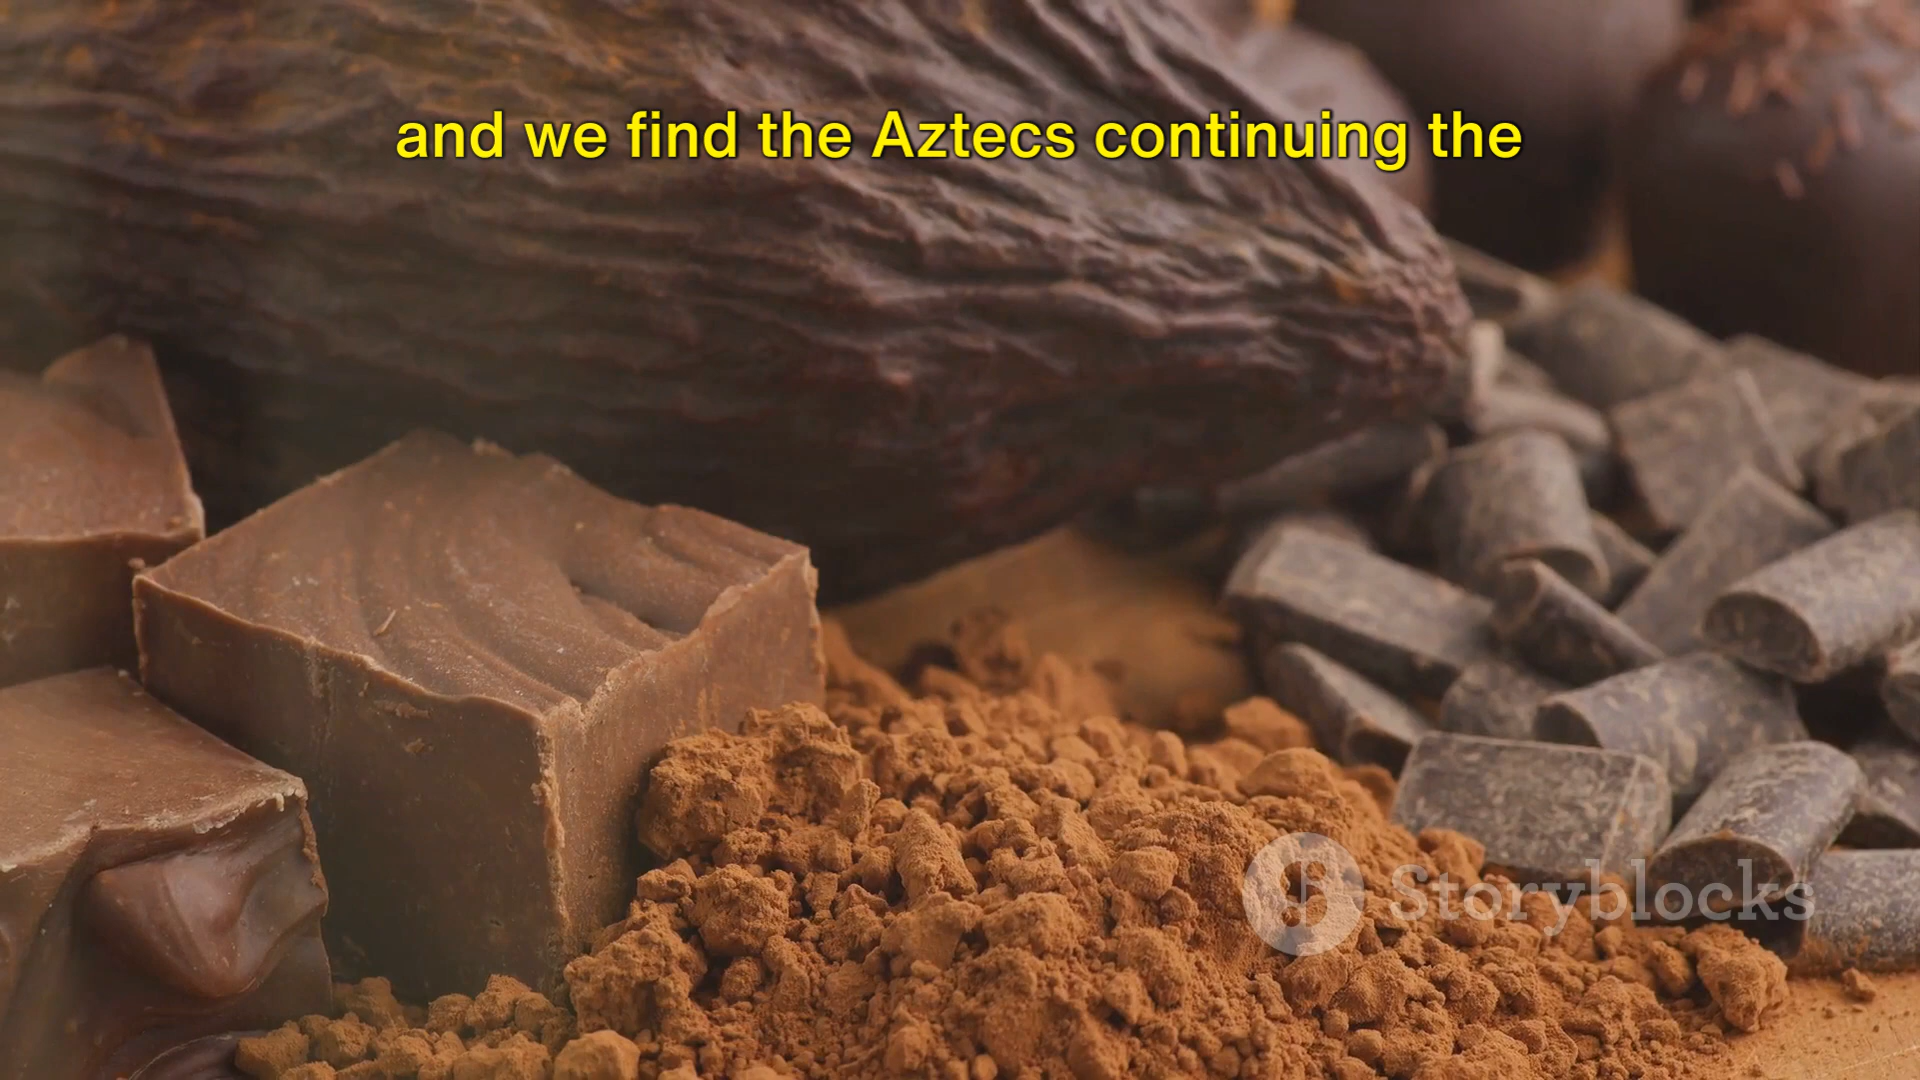 and we find the Aztecs continuing the
Storyblocks